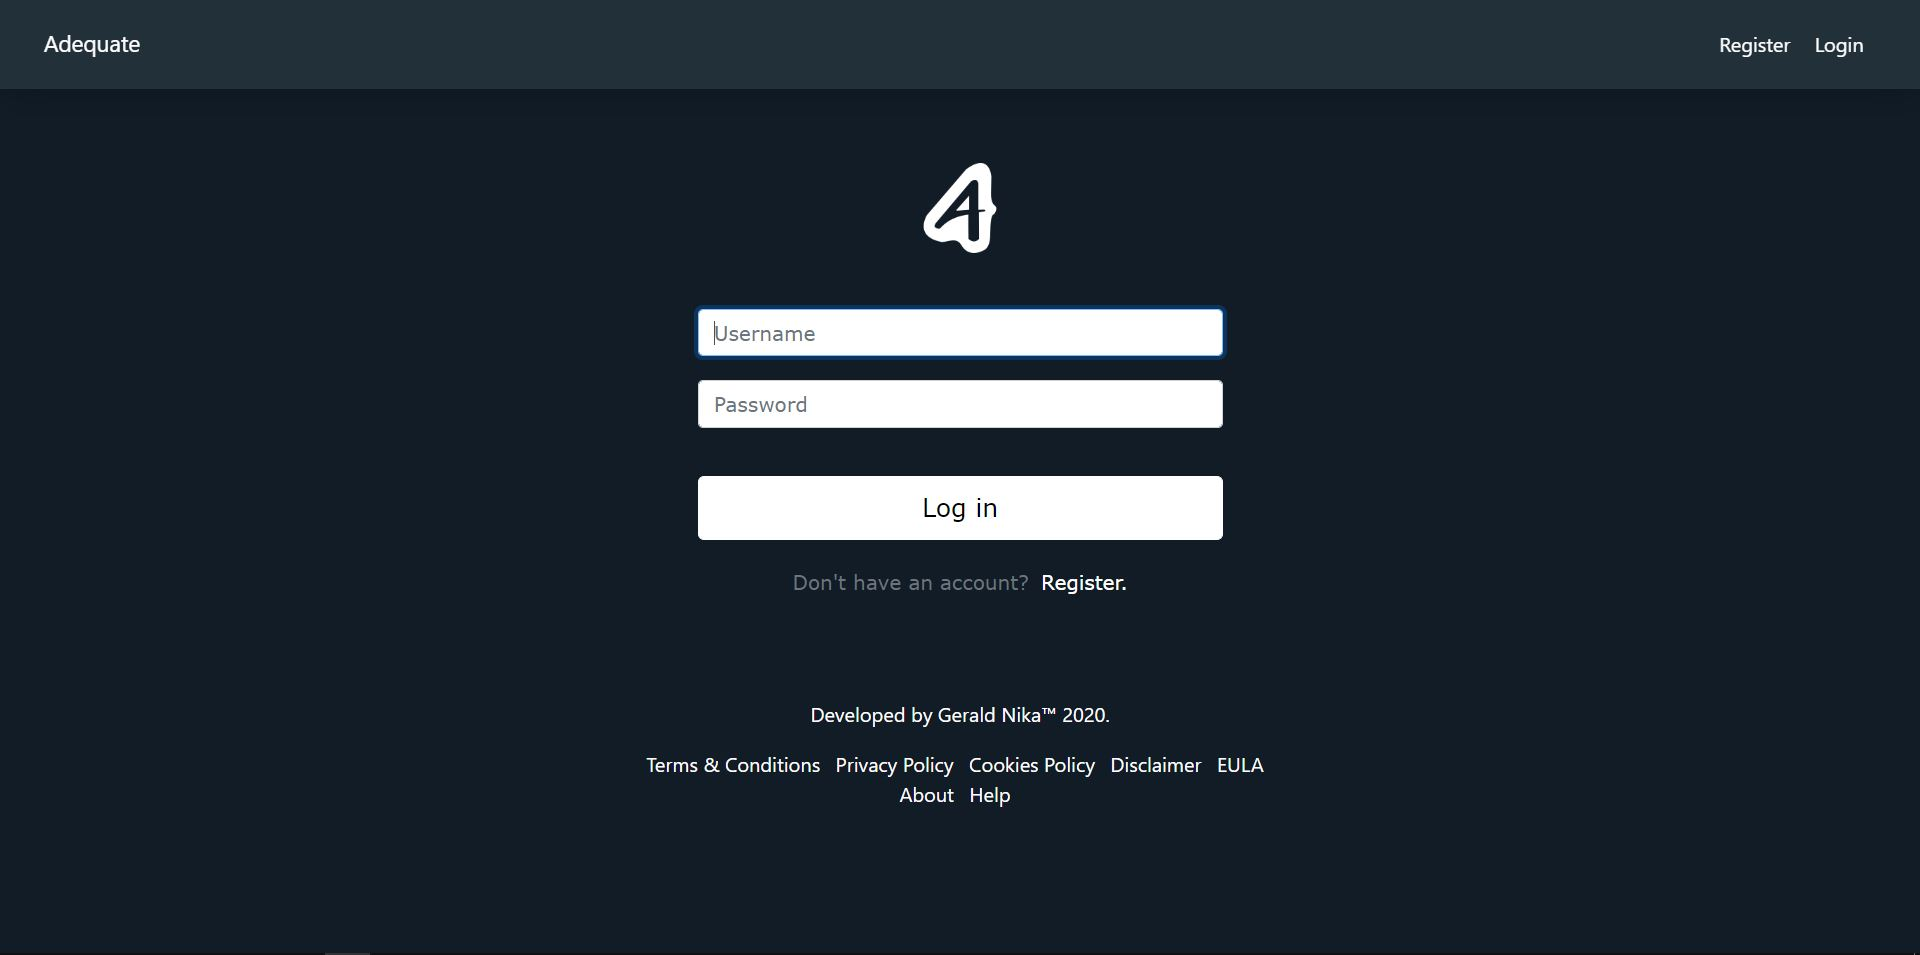 Adequate
Register Login
A
Username
Password
Log in
Don't have an account? Register.
Developed by Gerald Nika™ 2020.
Terms & Conditions Privacy Policy Cookies Policy Disclaimer EULA
About Help